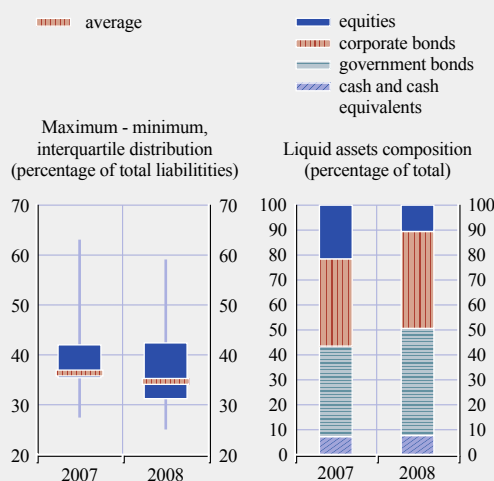 average
equities
corporate bonds
government bonds
cash and cash
equivalents
Maximum - minimum,
interquartile distribution
(percentage of total liabilitities)
70 70
60 60
50 50
40 40
30 30
20 20
2007 2008
Liquid assets composition
(percentage of total)
100 100
90 90
80 80
70 70
60 60
50 50
40 40
30 30
20 20
10 10
0 0
2007 2008